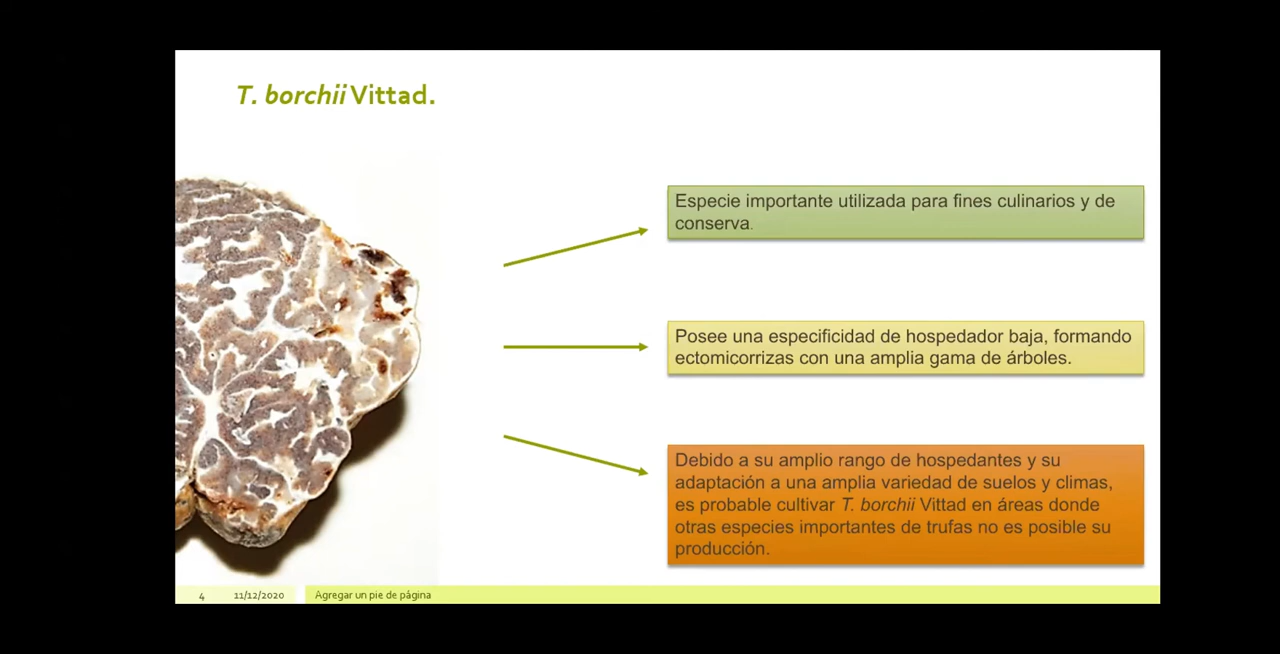 T. borchii Vittad.
Especie importante utilizada para fines culinarios y de
conserva.
Posee una especificidad de hospedador baja, formando
ectomicorrizas con una amplia gama de árboles.
Debido a su amplio rango de hospedantes y su
adaptación a una amplia variedad de suelos y climas,
es probable cultivar T. borchii Vittad en áreas donde
otras especies importantes de trufas no es posible su
producción.
4 11/12/2020 Agregar un pie de página